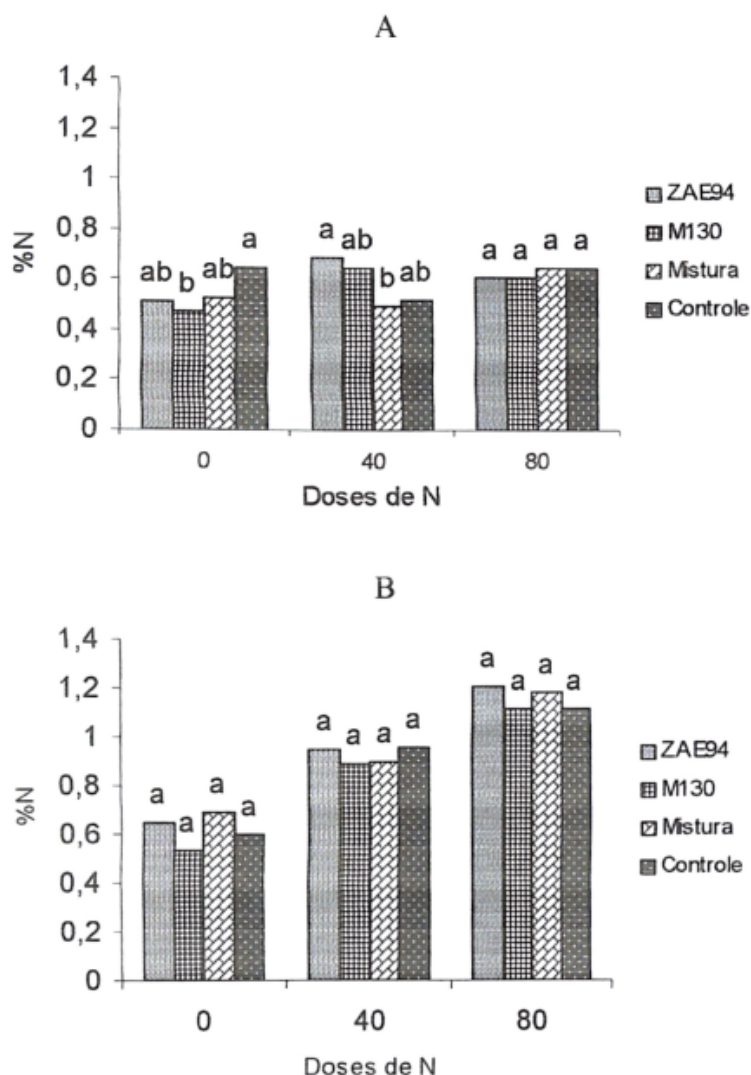 A
1,4
1,2
1
0,8
0,6
0,4
0,2
0
%N
ab b ab a
a ab b ab
a a a a
0 40 80
Doses de N
ZAE94
M130
Mistura
Controle
B
1,4
1,2
1
0,8
0,6
0,4
0,2
0
%N
a a a a
a a a a
a a a a
0 40 80
Doses de N
ZAE94
M130
Mistura
Controle